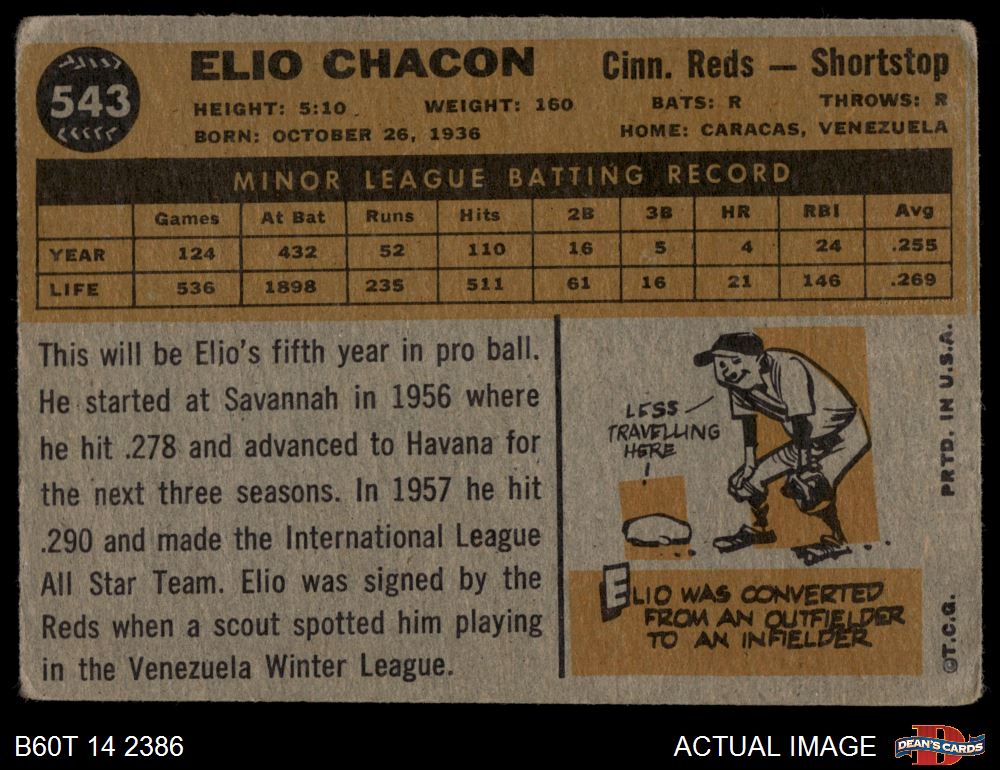 543
ELIO CHACON
Cinn. Reds — Shortstop
HEIGHT: 5:10. WEIGHT: 160 BATS: R THROWS: R
BORN: OCTOBER 26, 1936 HOME: CARACAS, VENEZUELA
MINOR LEAGUE BATTING RECORD
Games At Bat Runs Hits 2B 3B HR RBI Avg
YEAR 124 432 52 110 16 5 4 24 .255
LIFE 536 1898 235 511 61 16 21 146 .269
This will be Elio's fifth year in pro ball.
He started at Savannah in 1956 where
he hit .278 and advanced to Havana for
the next three seasons. In 1957 he hit
.290 and made the International League
All Star Team. Elio was signed by the
Reds when a scout spotted him playing
in the Venezuela Winter League.
LESS
TRAVELLING
HERE
!
ELIO WAS CONVERTED
FROM AN OUTFIELDER
TO AN INFIELDER
©T.C.G. PRTD. IN U.S.A.
B60T 14 2386
ACTUAL IMAGE
D
DEAN'S CARDS